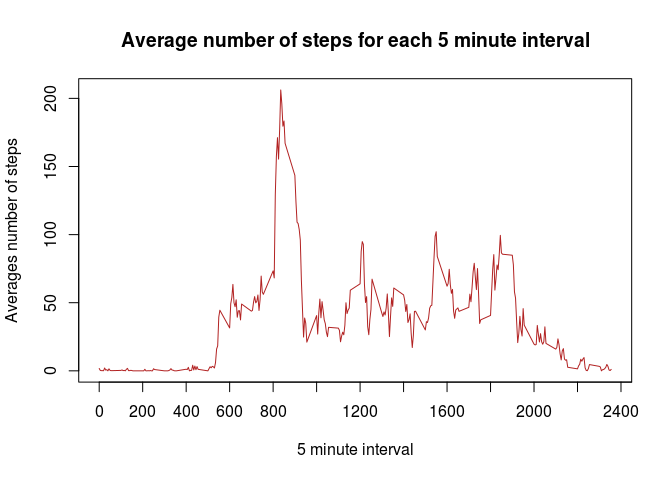 Average number of steps for each 5 minute interval
Averages number of steps
200
150
100
50
0
0 200 400 600 800 1200 1600 2000 2400
5 minute interval